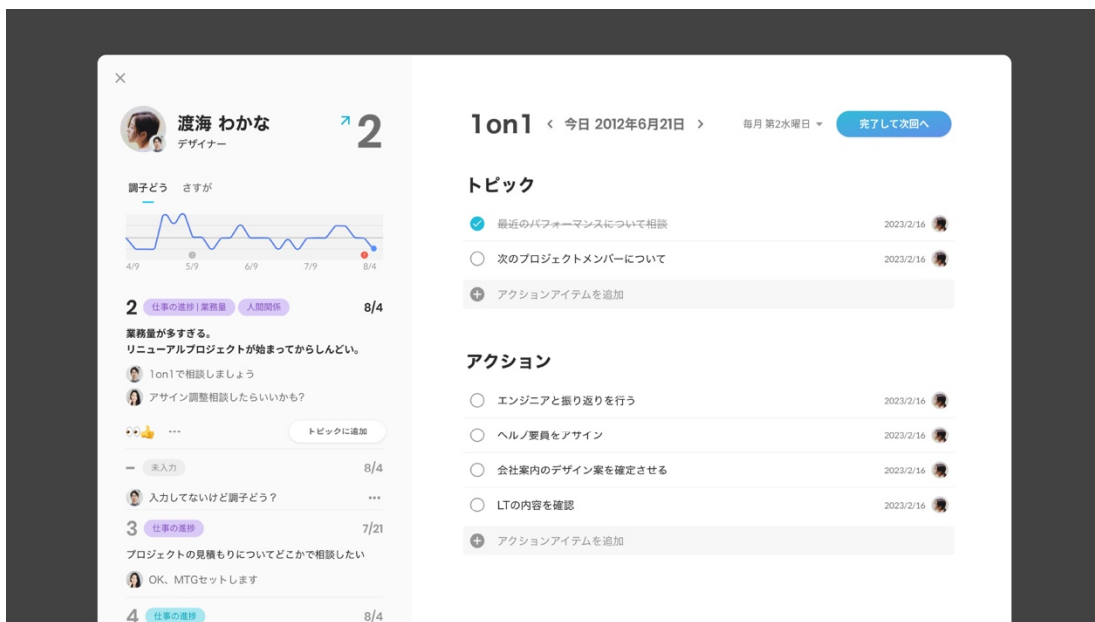 渡海 わかな
デザイナー
2
調子どう さすが
4/9 5/9 6/9 7/9 8/4
2 仕事の進捗 | 業務量 人間関係 8/4
業務量が多すぎる。
リニューアルプロジェクトが始まってからしんどい。
1on1で相談しましょう
アサイン調整相談したらいいかも?
トピックに追加
未入力 8/4
入力してないけど調子どう?
3 仕事の進捗 7/21
プロジェクトの見積もりについてどこかで相談したい
OK、MTGセットします
4 仕事の進捗 8/4
1on1 < 今日 2012年6月21日 > 毎月 第2水曜日 完了して次回へ
トピック
最近のパフォーマンスについて相談 2023/2/16
次のプロジェクトメンバーについて 2023/2/16
アクションアイテムを追加
アクション
エンジニアと振り返りを行う 2023/2/16
ヘルノ要員をアサイン 2023/2/16
会社案内のデザイン案を確定させる 2023/2/16
LTの内容を確認 2023/2/16
アクションアイテムを追加